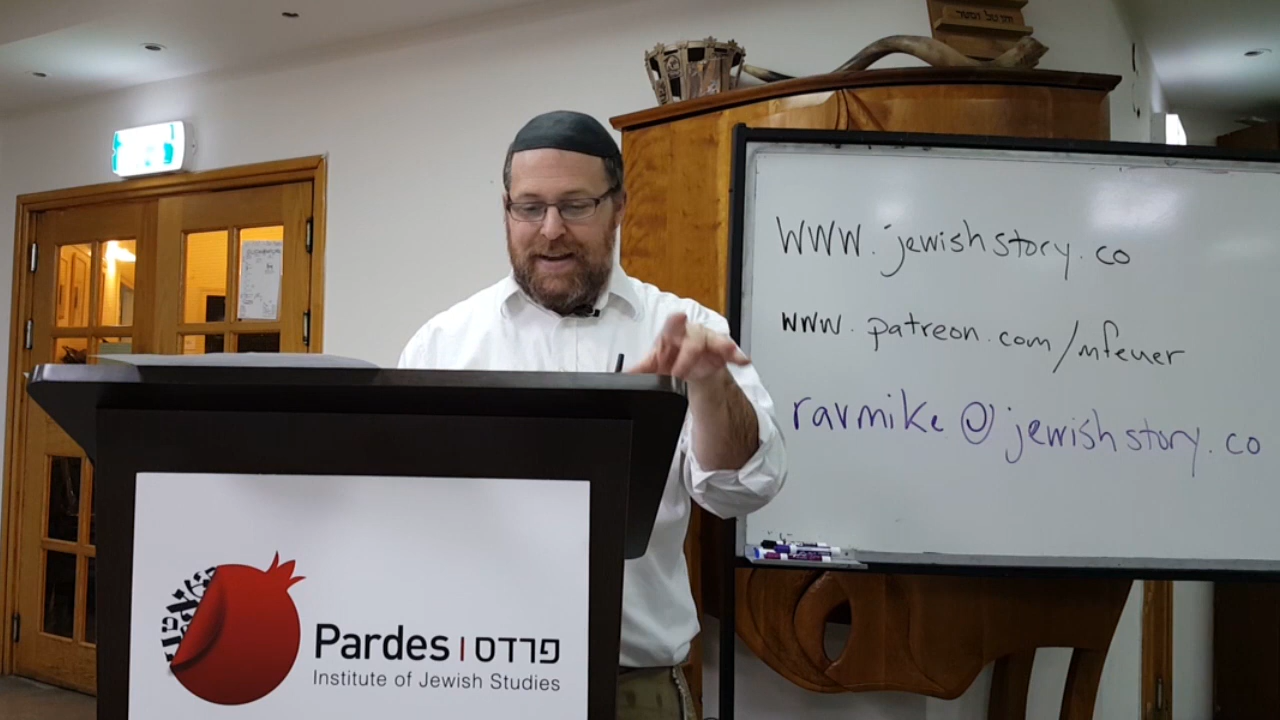 www.jewishstory.co
www.patreon.com/mfeuer
ravmike@jewishstory.co
Pardes | פרדס
Institute of Jewish Studies